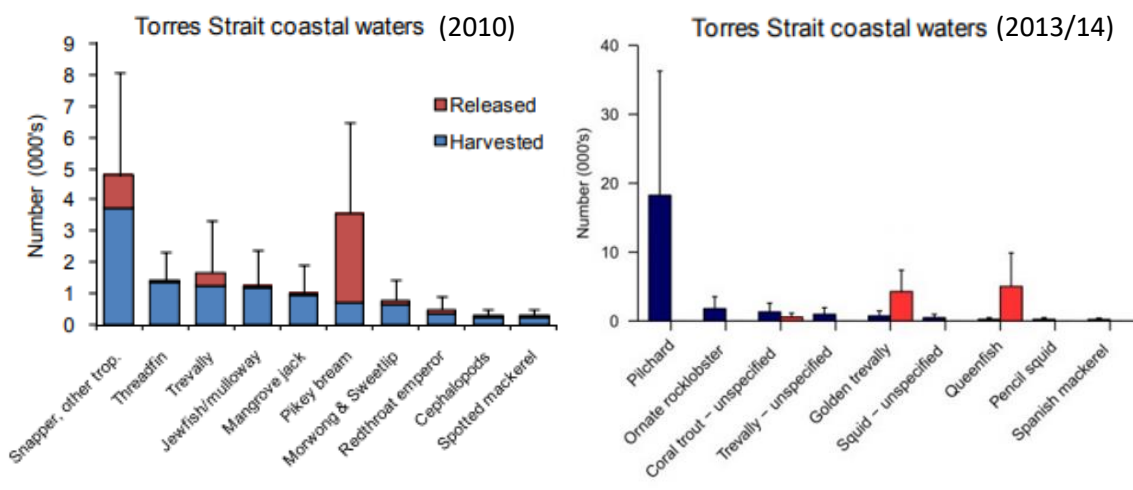 Torres Strait coastal waters (2010)
9
8
7
6
5
4
3
2
1
0
Number (000's)
Released
Harvested
Snapper, other trop.
Threadfin
Trevally
Jewfish/mulloway
Mangrove jack
Pikey bream
Morwong & Sweetlip
Redthroat emperor
Cephalopods
Spotted mackerel
Torres Strait coastal waters (2013/14)
40
30
20
10
0
Number (000's)
Pilchard
Ornate rocklobster
Coral trout – unspecified
Trevally – unspecified
Golden trevally
Squid – unspecified
Queenfish
Pencil squid
Spanish mackerel